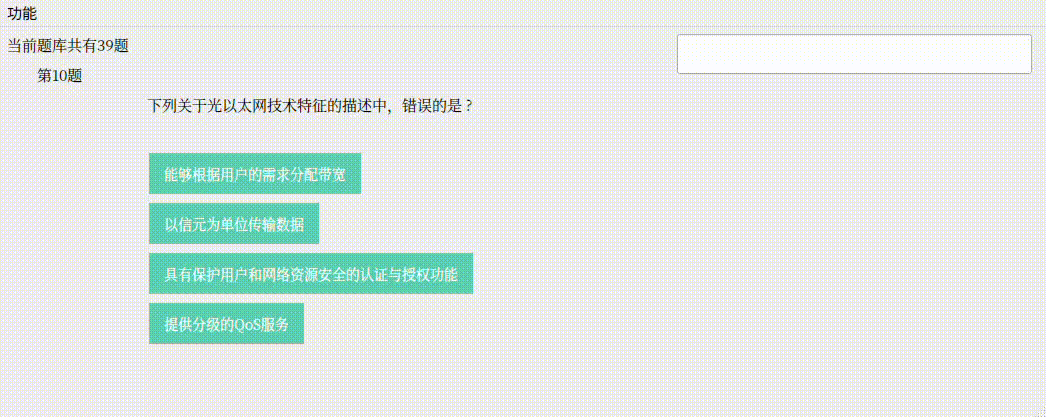 功能
当前题库共有39题
第10题
下列关于光以太网技术特征的描述中，错误的是？
能够根据用户的需求分配带宽
以信元为单位传输数据
具有保护用户和网络资源安全的认证与授权功能
提供分级的QoS服务